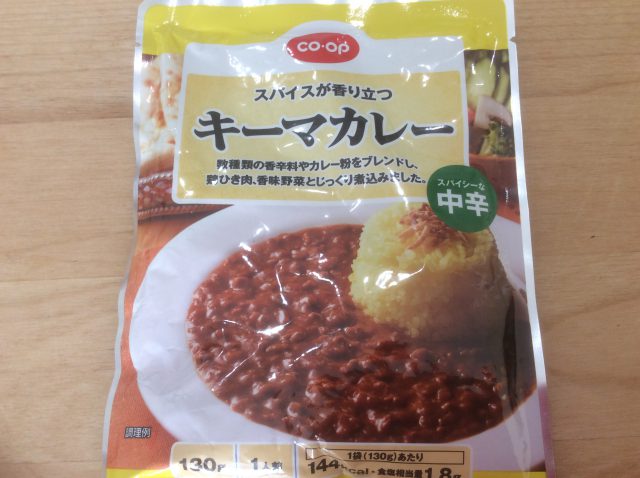 co·op
スパイスが香り立つ
キーマカレー
数種類の香辛料やカレー粉をブレンドし、
鶏ひき肉、香味野菜とじっくり煮込みました。
スパイシーな
中辛
調理例
130g
1人前
1袋(130g)あたり
144kcal・食塩相当量1.8g